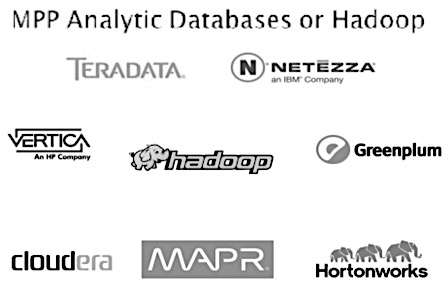 MPP Analytic Databases or Hadoop
TERADATA
N NETEZZA
an IBM® Company
VERTICA
An HP Company
hadoop
Greenplum
cloudera
MAPR
Hortonworks